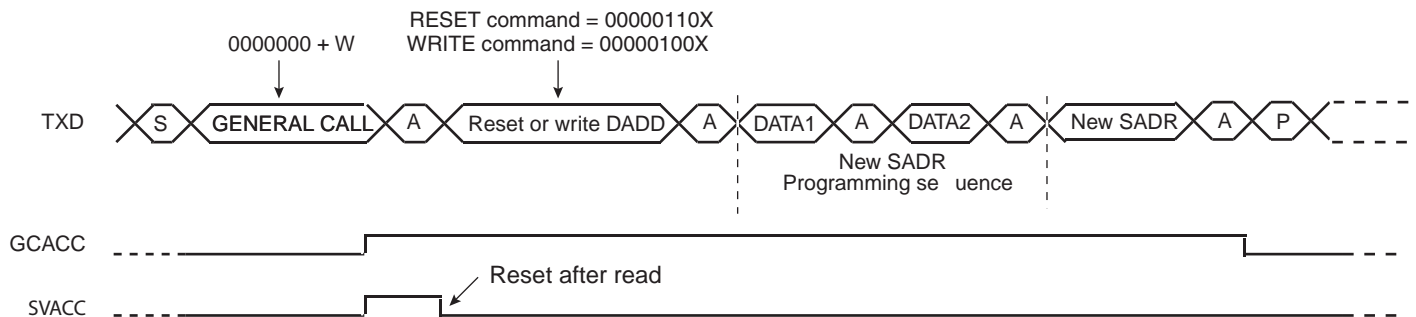 RESET command = 00000110X
0000000 + W
WRITE command = 00000100X
TXD
S
GENERAL CALL
A
Reset or write DADD
A
DATA1
A
DATA2
A
New SADR
A
P
New SADR
Programming se uence
GCACC
Reset after read
SVACC